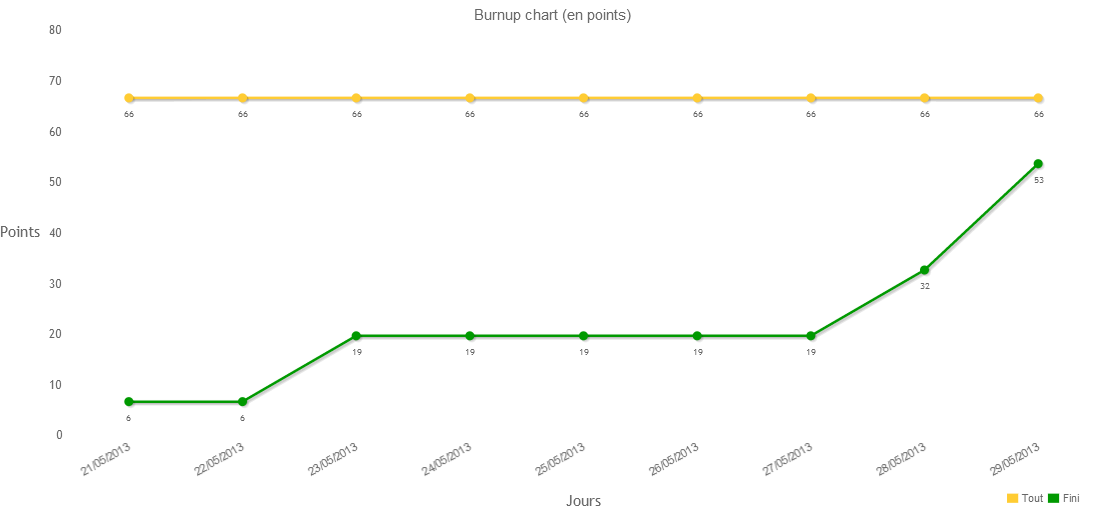 Burnup chart (en points)
80
70
66 66 66 66 66 66 66 66 66
60
53
50
Points
40
30
32
20
19 19 19 19 19
10
6 6
0
21/05/2013 22/05/2013 23/05/2013 24/05/2013 25/05/2013 26/05/2013 27/05/2013 28/05/2013 29/05/2013
Jours
Tout Fini